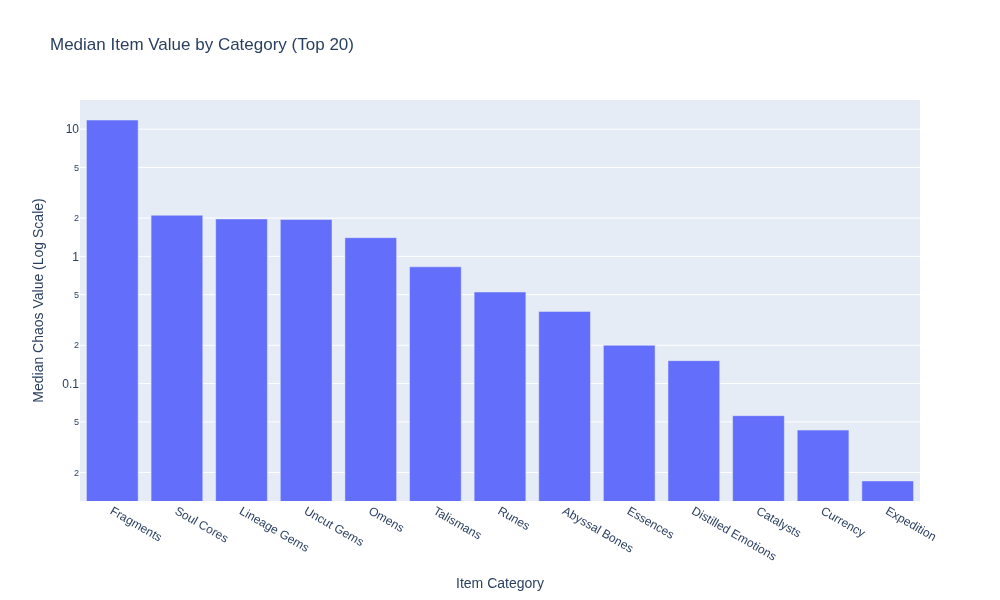 Median Item Value by Category (Top 20)
Median Chaos Value (Log Scale)
10
5
2
1
5
2
0.1
5
2
Fragments
Soul Cores
Lineage Gems
Uncut Gems
Omens
Talismans
Runes
Abyssal Bones
Essences
Distilled Emotions
Catalysts
Currency
Expedition
Item Category